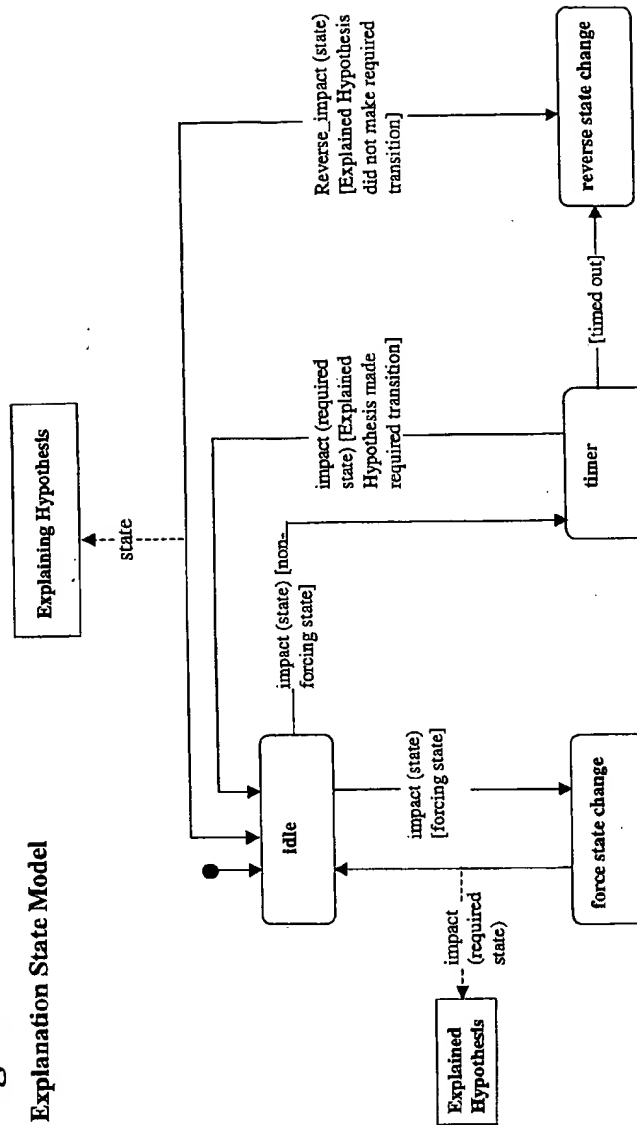 Explanation State Model
Explaining Hypothesis
state
Idle
impact (state) [non-
forcing state]
impact (required
state) [Explained
Hypothesis made
required transition]
Reverse_impact (state)
[Explained Hypothesis
did not make required
transition]
impact (state)
[forcing state]
impact
(required
state)
Explained
Hypothesis
force state change
timer
[timed out]
reverse state change